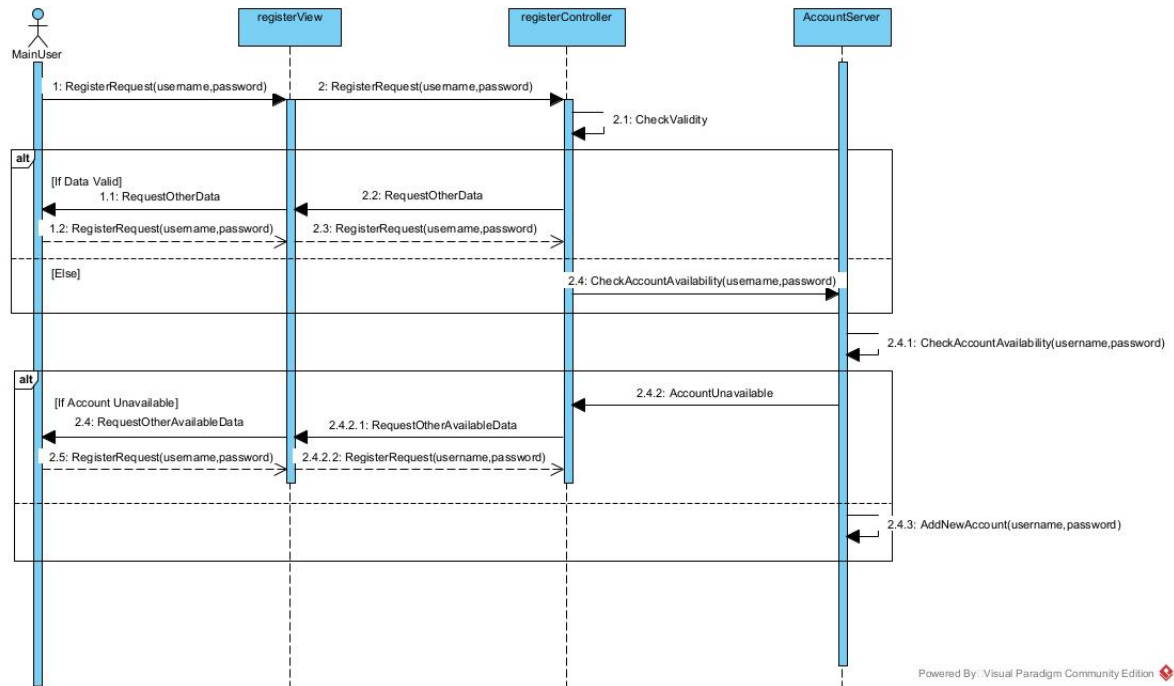 MainUser
registerView
registerController
AccountServer
1: RegisterRequest(username,password)
2: RegisterRequest(username,password)
2.1: CheckValidity
alt
[If Data Valid]
1.1: RequestOtherData
2.2: RequestOtherData
1.2: RegisterRequest(username,password)
2.3: RegisterRequest(username,password)
[Else]
2.4: CheckAccountAvailability(username,password)
2.4.1: CheckAccountAvailability(username,password)
alt
[If Account Unavailable]
2.4.2: AccountUnavailable
2.4: RequestOtherAvailableData
2.4.2.1: RequestOtherAvailableData
2.5: RegisterRequest(username,password)
2.4.2.2: RegisterRequest(username,password)
2.4.3: AddNewAccount(username,password)
Powered By Visual Paradigm Community Edition